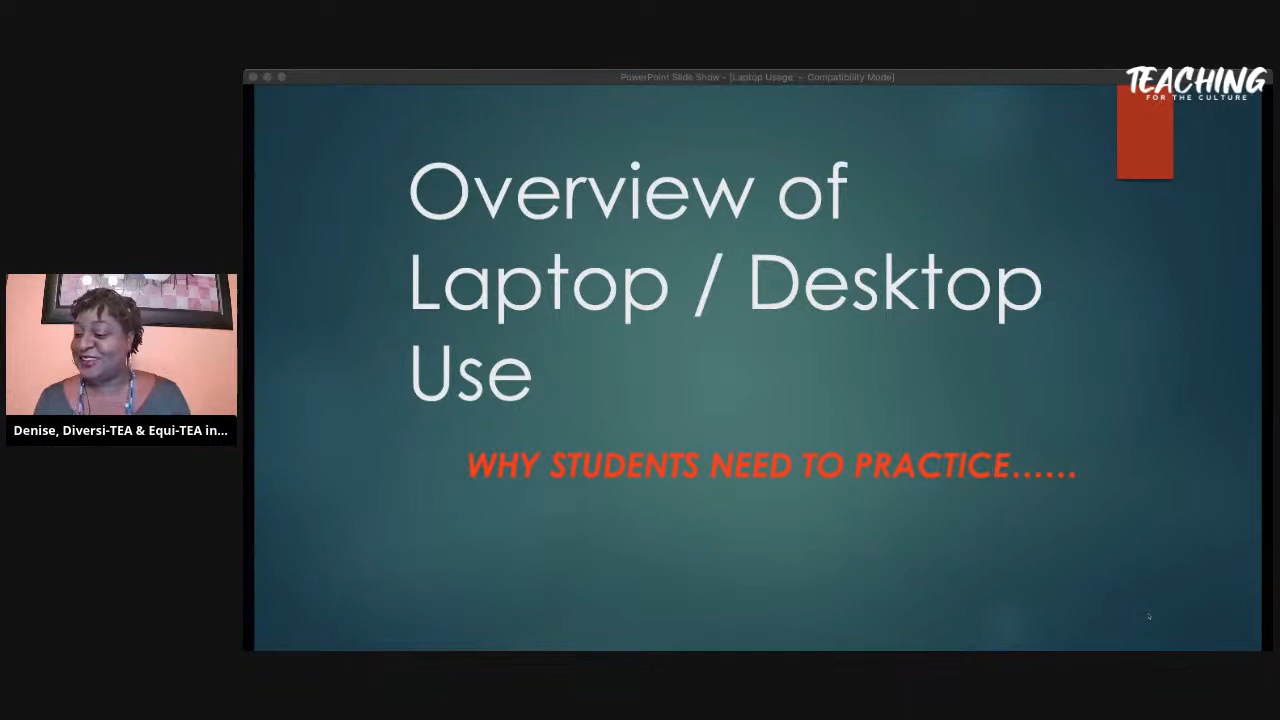 PowerPoint Slide Show - [Laptop Usage - Compatibility Mode]
TEACHING
FOR THE CULTURE
Overview of
Laptop / Desktop
Use
WHY STUDENTS NEED TO PRACTICE......
Denise, Diversi-TEA & Equi-TEA in...